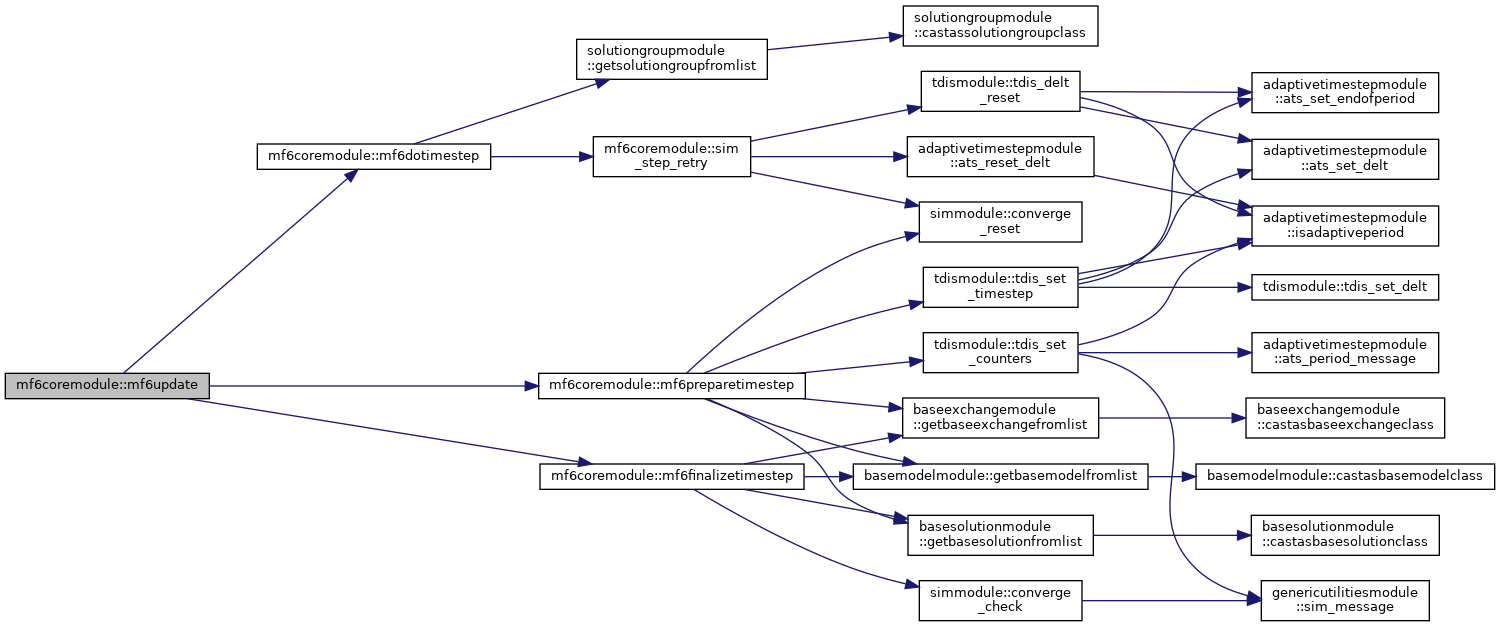 mf6coremodule::mf6update
mf6coremodule::mf6dotimestep
solutiongroupmodule
::getsolutiongroupfromlist
solutiongroupmodule
::castassolutiongroupclass
mf6coremodule::sim
_step_retry
tdismodule::tdis_delt
_reset
adaptivetimestepmodule
::ats_reset_delt
simmodule::converge
_reset
adaptivetimestepmodule
::ats_set_endofperiod
adaptivetimestepmodule
::ats_set_delt
adaptivetimestepmodule
::isadaptiveperiod
mf6coremodule::mf6preparetimestep
tdismodule::tdis_set
_timestep
tdismodule::tdis_set_delt
tdismodule::tdis_set
_counters
adaptivetimestepmodule
::ats_period_message
baseexchangemodule
::getbaseexchangefromlist
baseexchangemodule
::castasbaseexchangeclass
mf6coremodule::mf6finalizetimestep
basemodelmodule::getbasemodelfromlist
basemodelmodule::castasbasemodelclass
basesolutionmodule
::getbasesolutionfromlist
basesolutionmodule
::castasbasesolutionclass
simmodule::converge
_check
genericutilitiesmodule
::sim_message